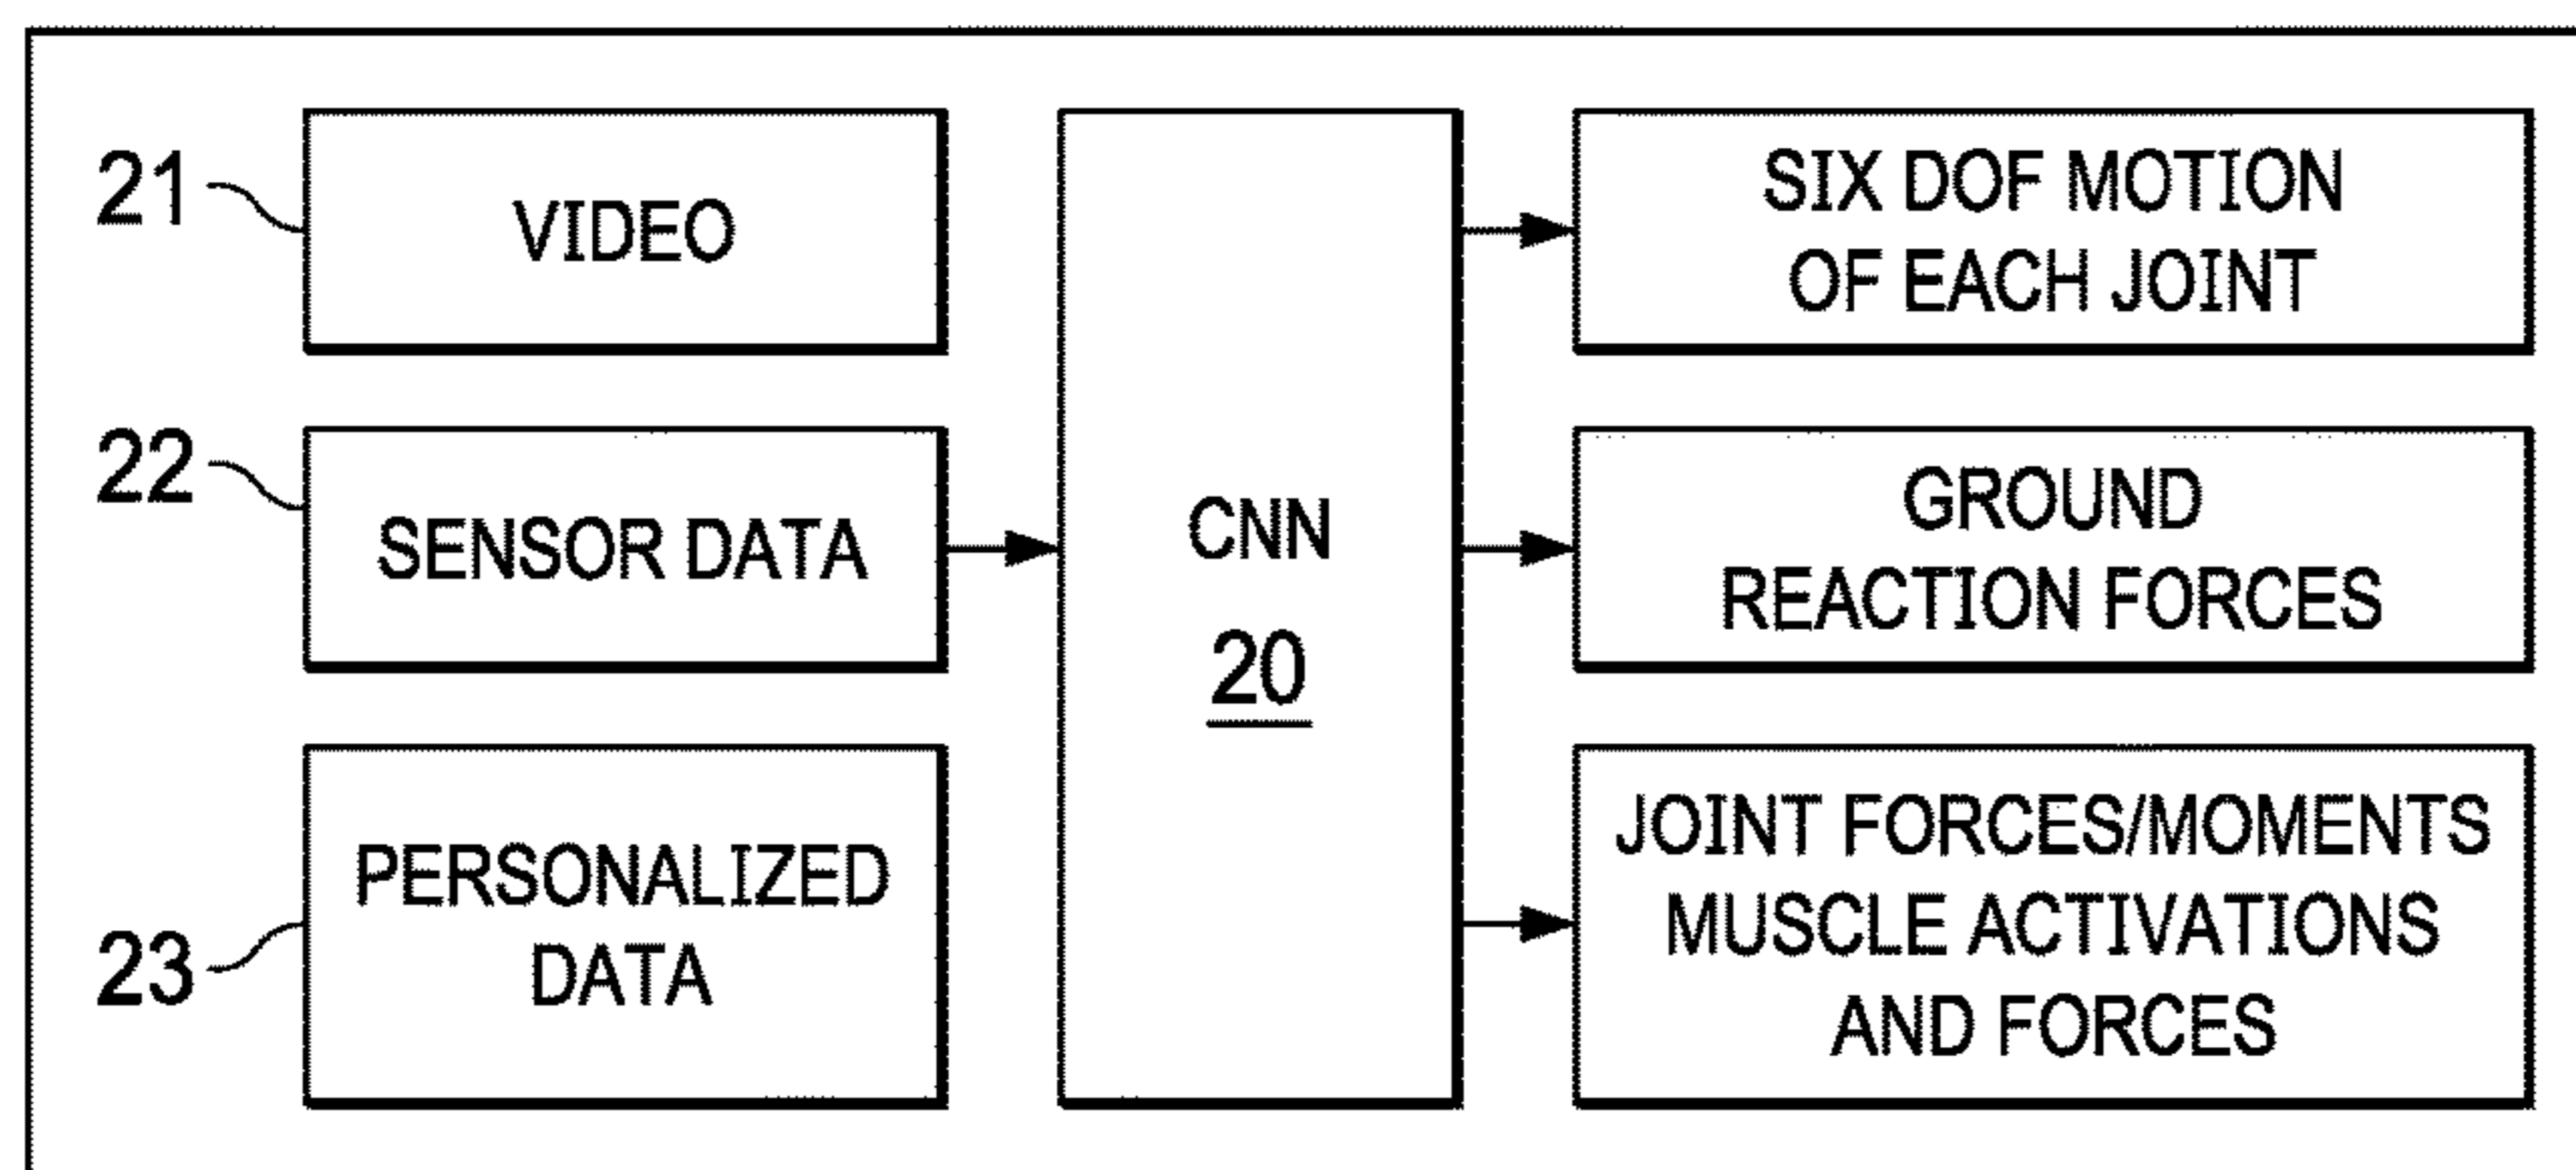 21
VIDEO
22
SENSOR DATA
23
PERSONALIZED
DATA
CNN
20
SIX DOF MOTION
OF EACH JOINT
GROUND
REACTION FORCES
JOINT FORCES/MOMENTS
MUSCLE ACTIVATIONS
AND FORCES